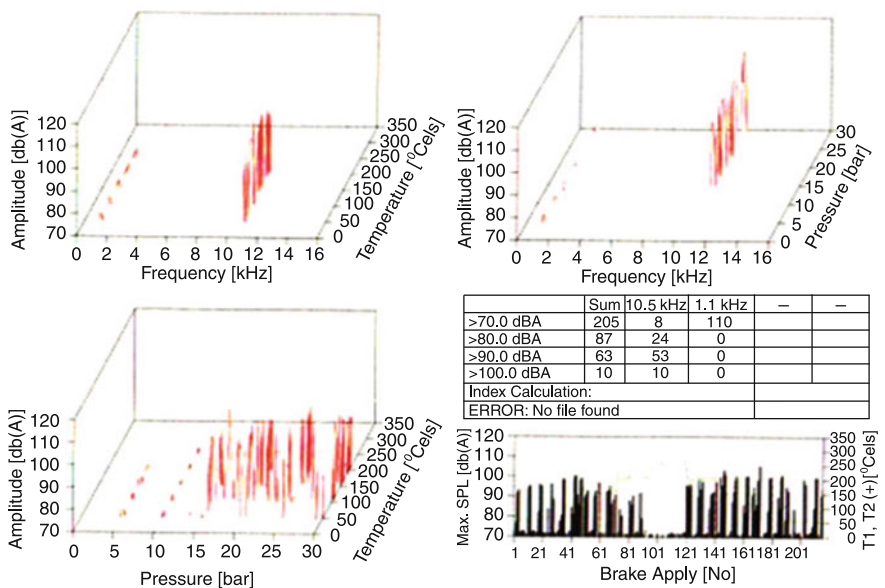 Amplitude [db(A)]
120
110
100
90
80
70
0 2 4 6 8 10 12 14 16
Frequency [kHz]
0
50
100
150
200
250
300
350
Temperature [⁰Cels]
Amplitude [db(A)]
120
110
100
90
80
70
0 2 4 6 8 10 12 14 16
Frequency [kHz]
0
5
10
15
20
25
30
Pressure [bar]
Amplitude [db(A)]
120
110
100
90
80
70
0 5 10 15 20 25 30
Pressure [bar]
0
50
100
150
200
250
300
350
Temperature [⁰Cels]
Sum 10.5 kHz 1.1 kHz – –
>70.0 dBA 205 8 110
>80.0 dBA 87 24 0
>90.0 dBA 63 53 0
>100.0 dBA 10 10 0
Index Calculation:
ERROR: No file found
Max. SPL [db(A)]
120
110
100
90
80
70
1 21 41 61 81 101 121 141 161 181 201
Brake Apply [No]
350
300
250
200
150
100
50
0
T1, T2 (+)[⁰Cels]